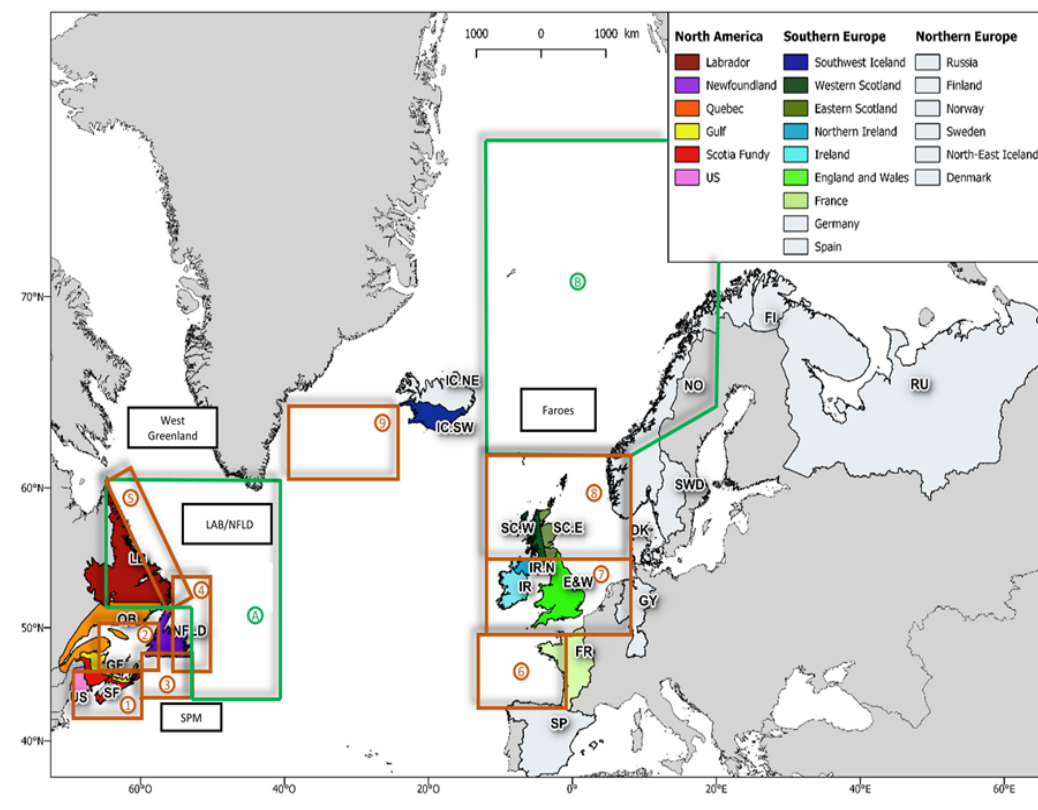 1000 0 1000 km
North America
Labrador
Newfoundland
Quebec
Gulf
Scotia Fundy
US
Southern Europe
Southwest Iceland
Western Scotland
Eastern Scotland
Northern Ireland
Ireland
England and Wales
France
Germany
Spain
Northern Europe
Russia
Finland
Norway
Sweden
North-East Iceland
Denmark
B
70°N
FI
IC.NE
NO
RU
Faroes
9
West
Greenland
IC.SW
60°N
5
8
SWD
LAB/NFLD
SC.W
SC.E
DK
IR.N
7
IR
E&W
4
GY
A
50°N
QB
2
NFLD
FR
GF
6
3
US
SF
1
SPM
SP
40°N
60°O
40°O
20°O
0°
20°E
40°E
60°E